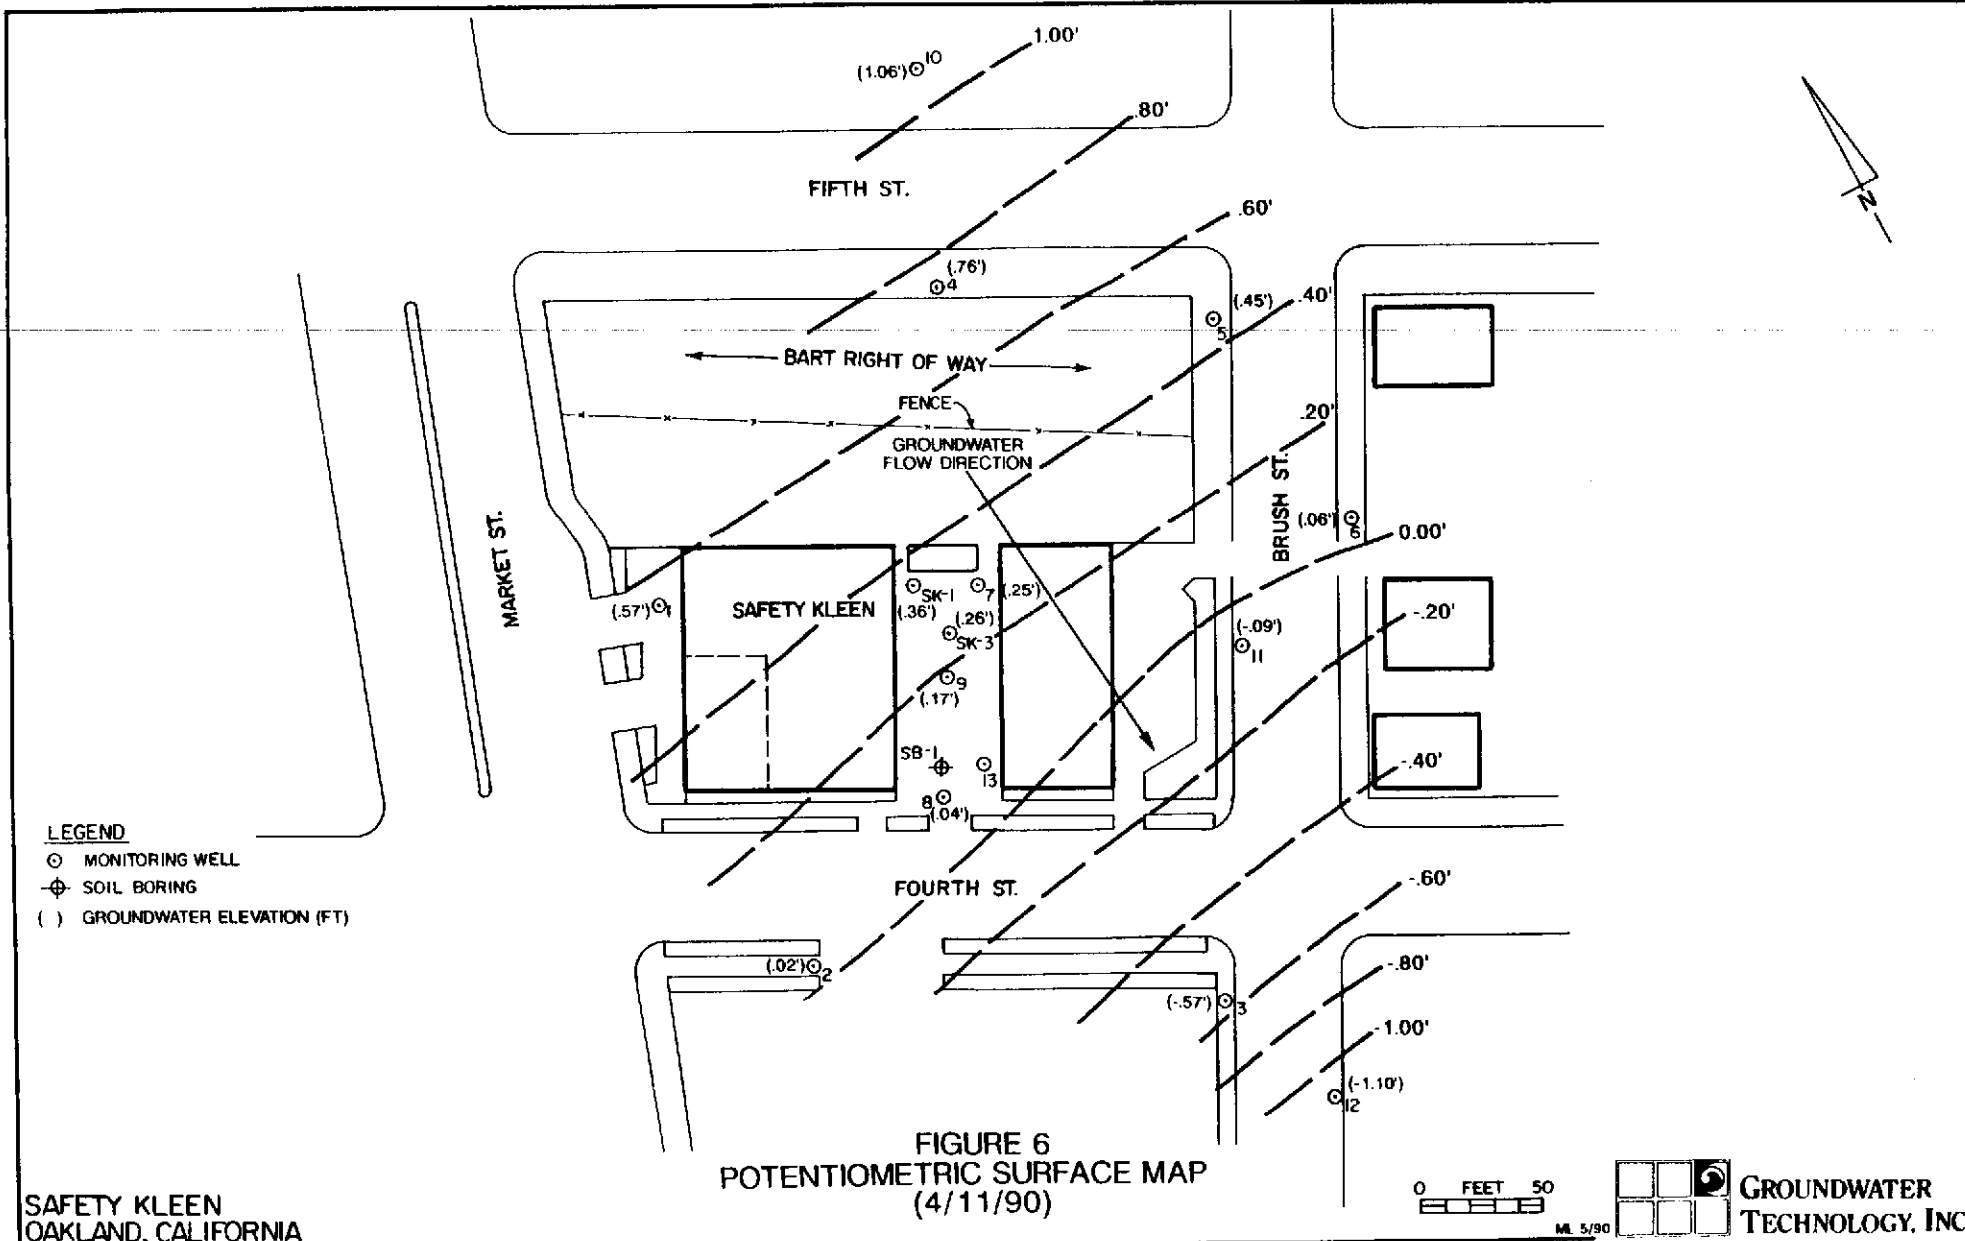 1.00'
(1.06') 10
.80'
FIFTH ST.
.60'
N
(.76')
4
(.45')
5
.40'
BART RIGHT OF WAY
FENCE
.20'
GROUNDWATER
FLOW DIRECTION
BRUSH ST.
MARKET ST.
(.06')
6
0.00'
SK-1
7 (.25')
(.57') 1
SAFETY KLEEN
(.36')
(.26')
SK-3
-.20'
(-.09')
11
9
(.17')
SB-1
13
-.40'
8
(.04')
LEGEND
MONITORING WELL
SOIL BORING
( ) GROUNDWATER ELEVATION (FT)
FOURTH ST.
-.60'
(.02') 2
-.80'
(-.57') 3
-1.00'
(-1.10')
12
FIGURE 6
POTENTIOMETRIC SURFACE MAP
(4/11/90)
SAFETY KLEEN
OAKLAND, CALIFORNIA
0 FEET 50
ML 5/90
GROUNDWATER
TECHNOLOGY, INC